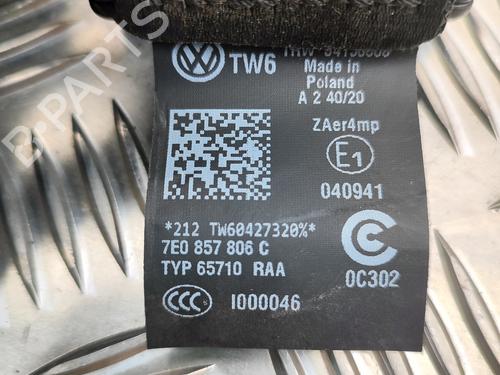 TW6
Made in
Poland
A 2 40/20
ZAer4mp
E1
040941
*212 TW60427320%*
7E0 857 806 C
TYP 65710 RAA
0C302
CCC I000046